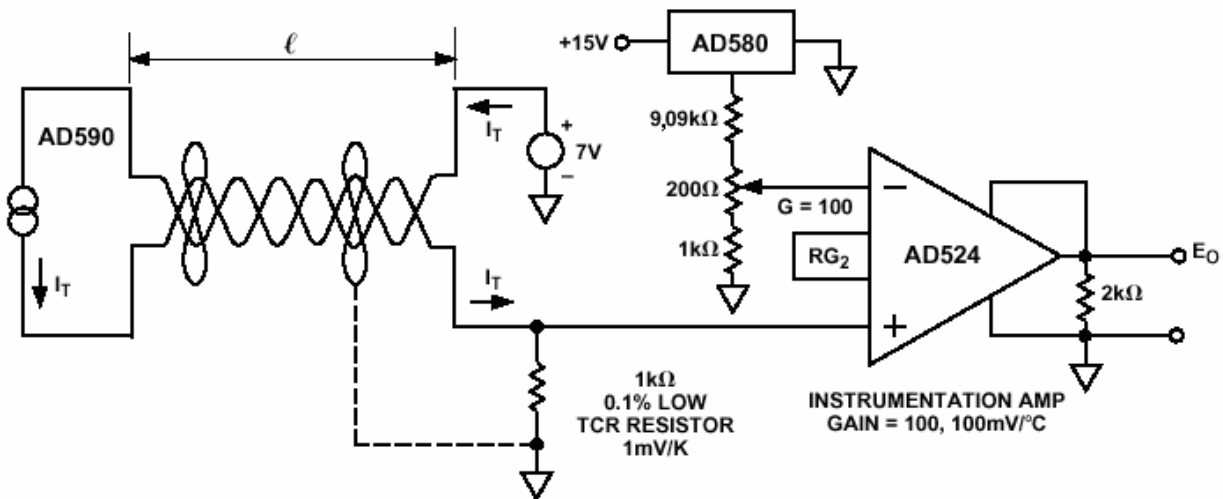 ℓ
+15V
AD580
AD590
I_T
+
7V
−
9,09kΩ
200Ω
G = 100
1kΩ
−
RG₂
AD524
+
E_O
2kΩ
I_T
I_T
1kΩ
0.1% LOW
TCR RESISTOR
1mV/K
INSTRUMENTATION AMP
GAIN = 100, 100mV/°C